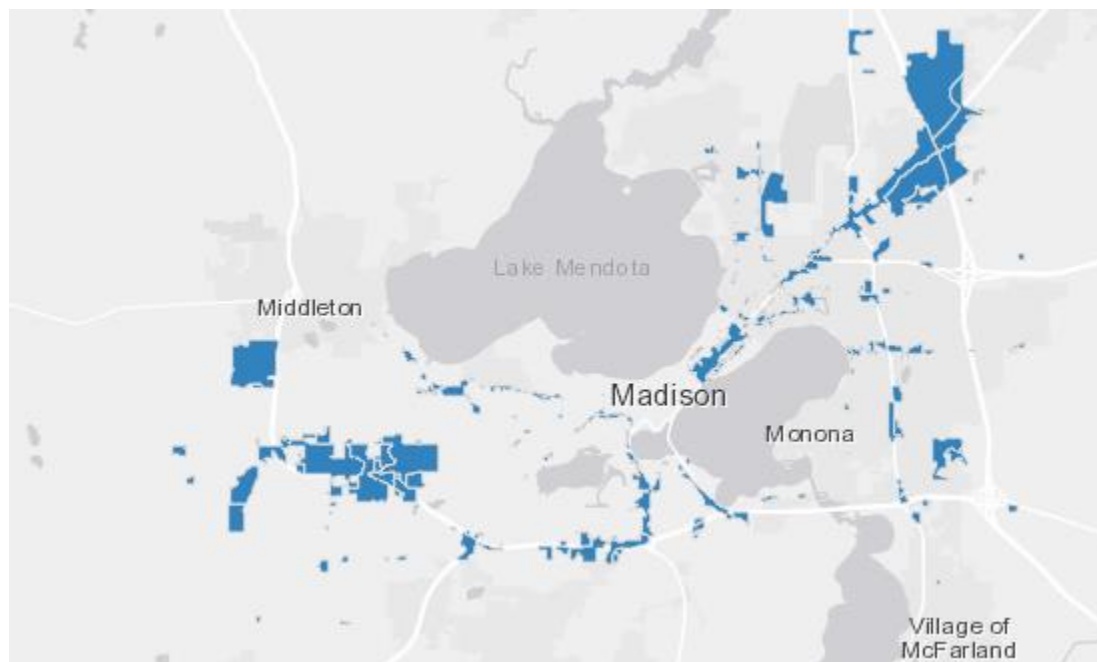 Lake Mendota
Middleton
Madison
Monona
Village of
McFarland